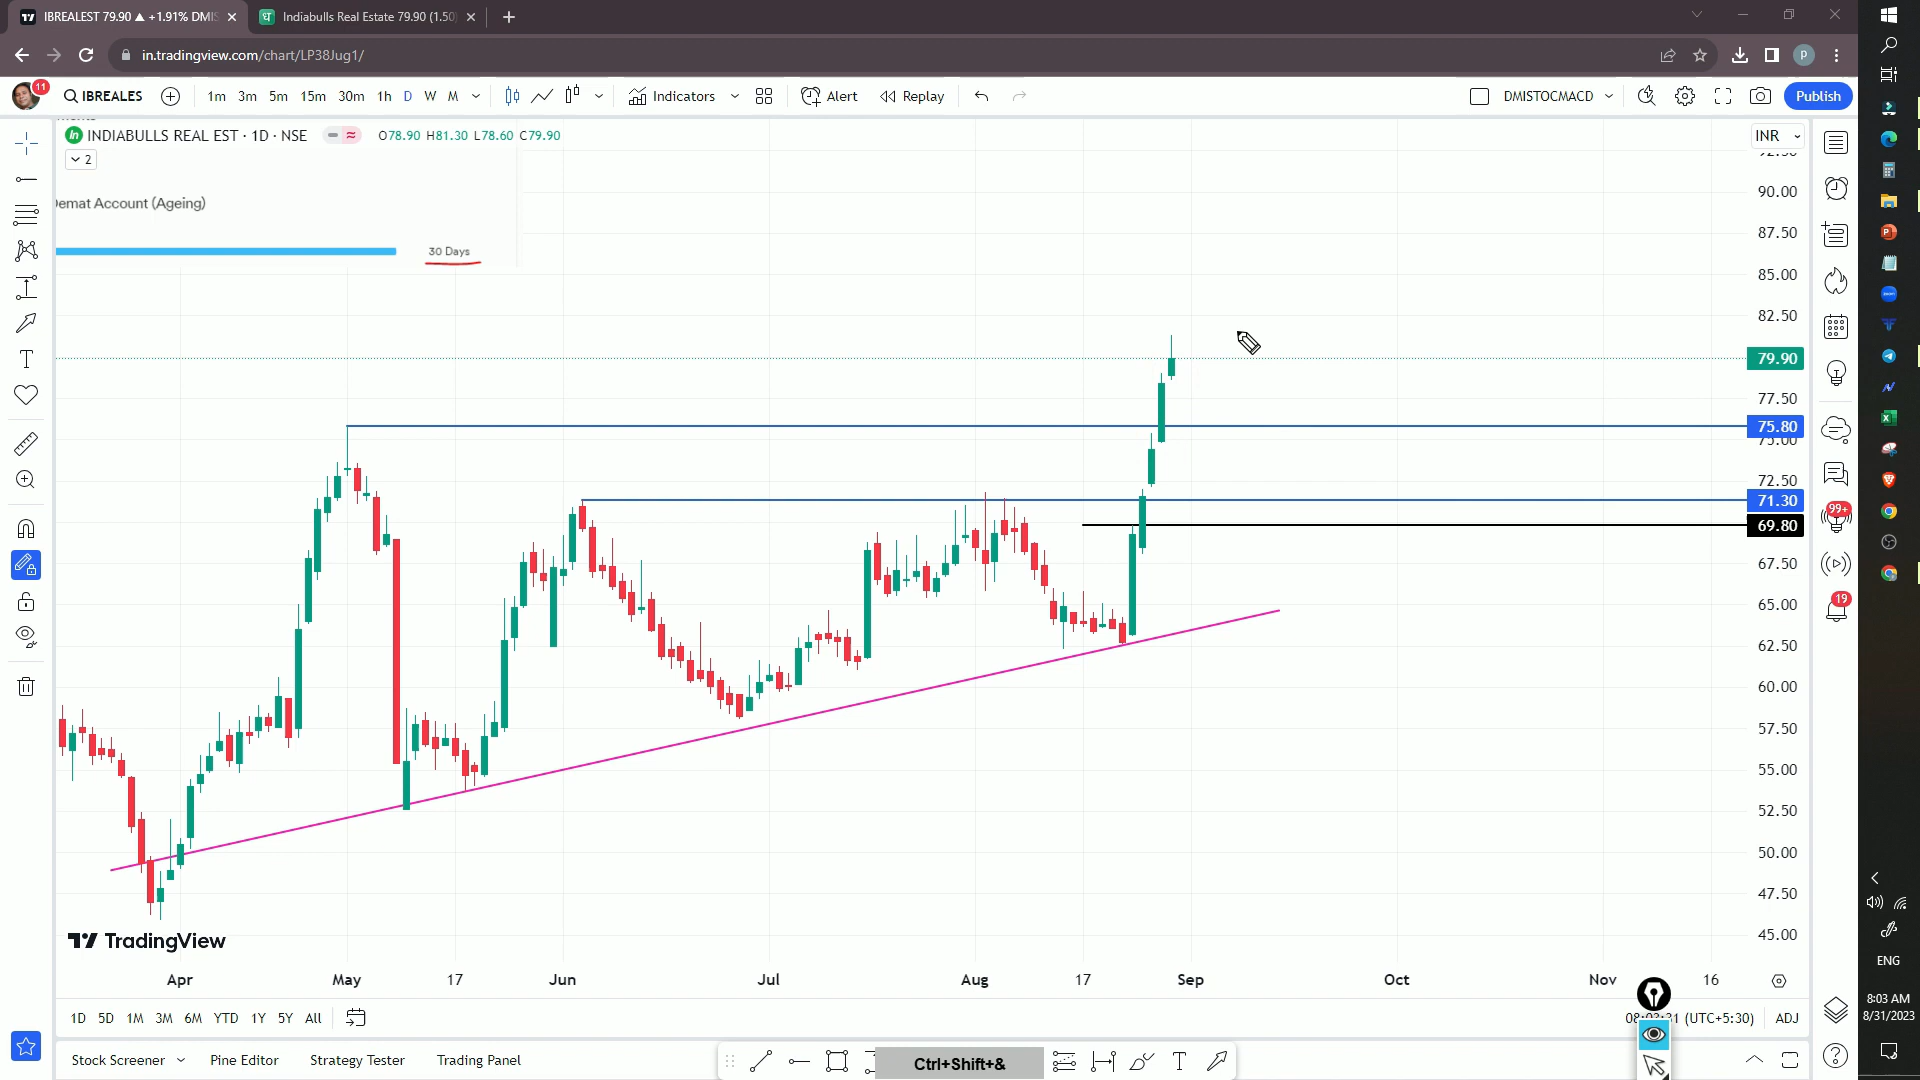 IBREALEST 79.90 ▲ +1.91% DMIS
Indiabulls Real Estate 79.90 (1.50)
in.tradingview.com/chart/LP38Jug1/
P
11
IBREALES
1m 3m 5m 15m 30m 1h D W M
Indicators
Alert
Replay
DMISTOCMACD
Publish
INDIABULLS REAL EST · 1D · NSE
O78.90 H81.30 L78.60 C79.90
INR
2
Demat Account (Ageing)
30 Days
90.00
87.50
85.00
82.50
79.90
77.50
75.80
75.00
72.50
71.30
69.80
67.50
65.00
62.50
60.00
57.50
55.00
52.50
50.00
47.50
45.00
99+
19
TradingView
Apr May 17 Jun Jul Aug 17 Sep Oct Nov 16
1D 5D 1M 3M 6M YTD 1Y 5Y All
(UTC+5:30) ADJ
Stock Screener
Pine Editor
Strategy Tester
Trading Panel
Ctrl+Shift+&
ENG
8:03 AM
8/31/2023